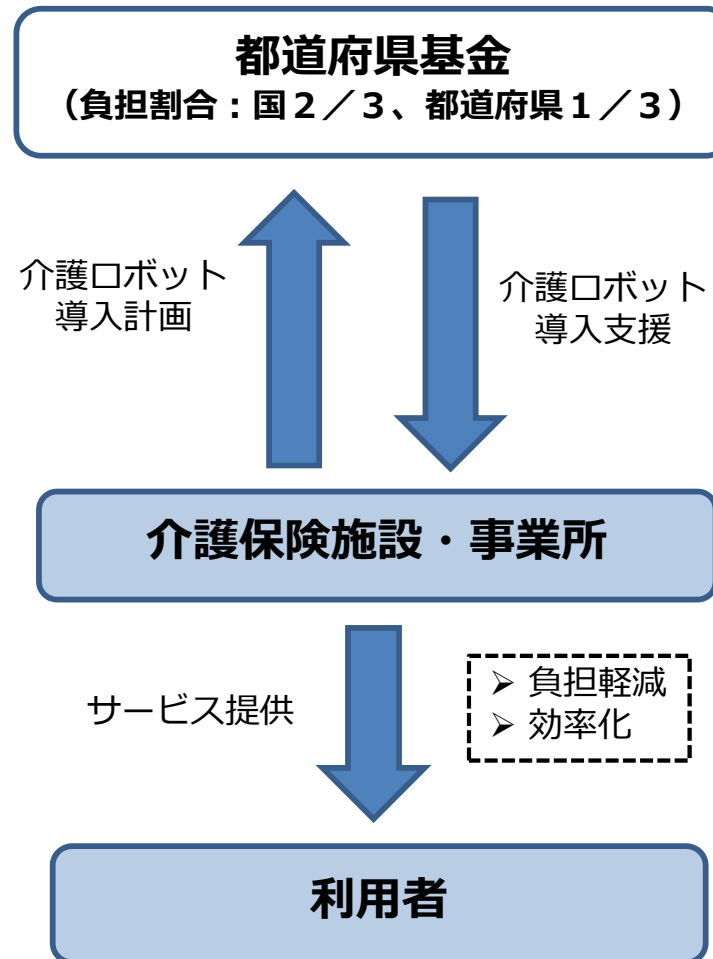 都道府県基金
（負担割合：国２／３、都道府県１／３）
介護ロボット
導入計画
介護ロボット
導入支援
介護保険施設・事業所
サービス提供
➢ 負担軽減
➢ 効率化
利用者